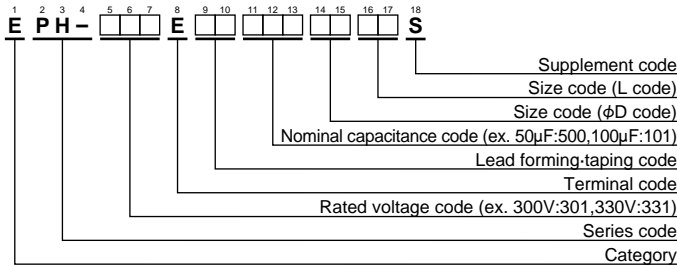 1 2 3 4 5 6 7 8 9 10 11 12 13 14 15 16 17 18
E PH– E S
Supplement code
Size code (L code)
Size code (ϕD code)
Nominal capacitance code (ex. 50μF:500,100μF:101)
Lead forming·taping code
Terminal code
Rated voltage code (ex. 300V:301,330V:331)
Series code
Category